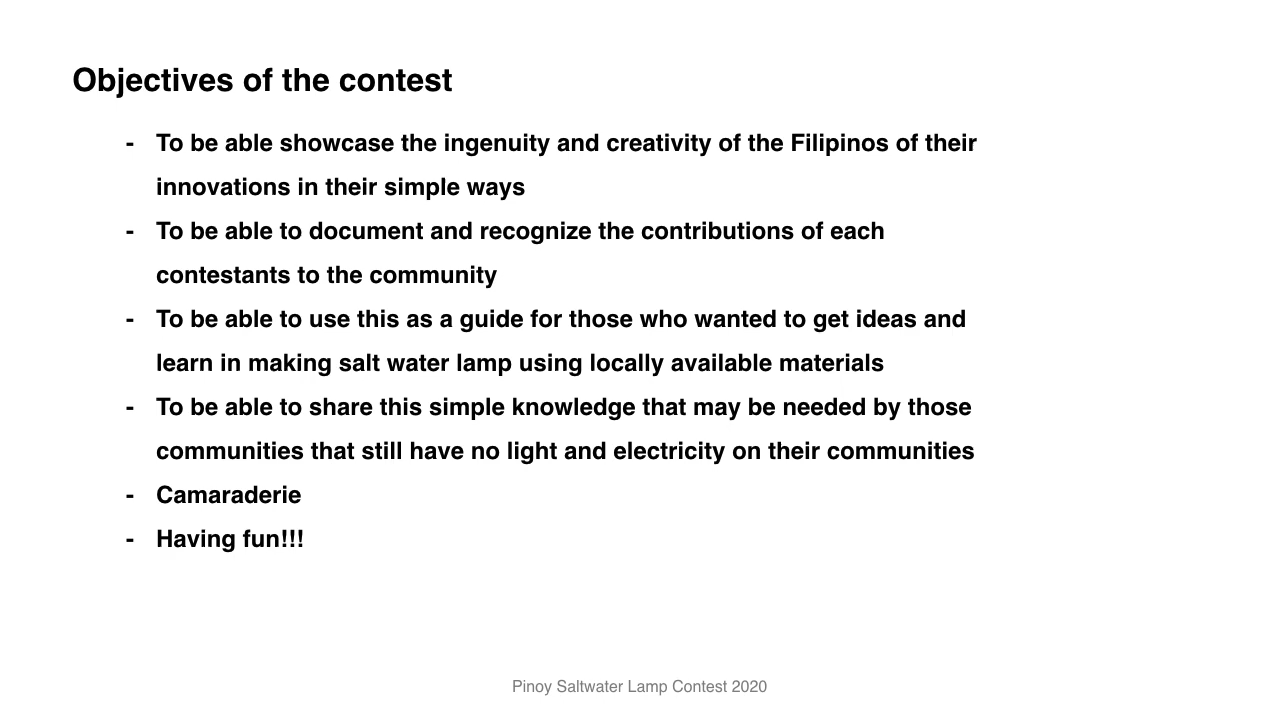 Objectives of the contest
- To be able showcase the ingenuity and creativity of the Filipinos of their
innovations in their simple ways
- To be able to document and recognize the contributions of each
contestants to the community
- To be able to use this as a guide for those who wanted to get ideas and
learn in making salt water lamp using locally available materials
- To be able to share this simple knowledge that may be needed by those
communities that still have no light and electricity on their communities
- Camaraderie
- Having fun!!!
Pinoy Saltwater Lamp Contest 2020